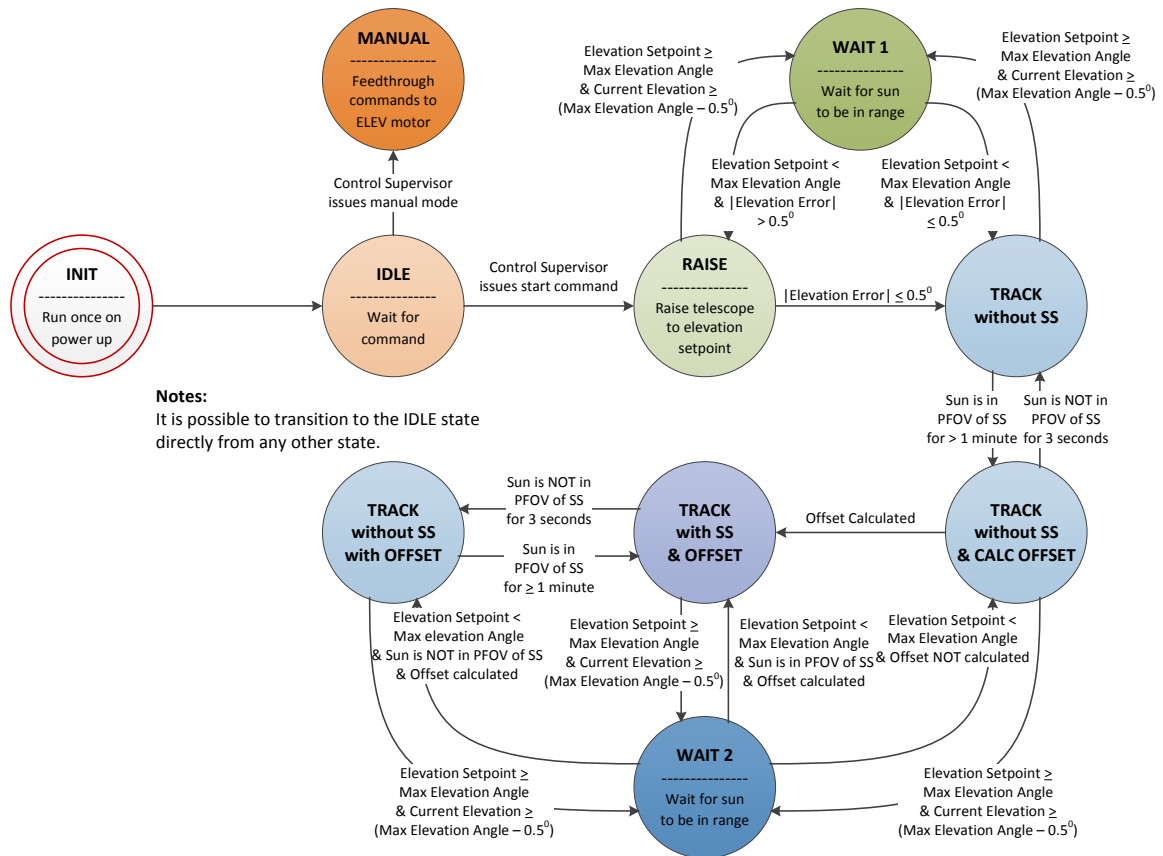 MANUAL
---------------
Feedthrough
commands to
ELEV motor
Elevation Setpoint ≥
Max Elevation Angle
& Current Elevation ≥
(Max Elevation Angle – 0.5⁰)
WAIT 1
---------------
Wait for sun
to be in range
Elevation Setpoint ≥
Max Elevation Angle
& Current Elevation ≥
(Max Elevation Angle – 0.5⁰)
Control Supervisor
issues manual mode
Elevation Setpoint <
Max Elevation Angle
& |Elevation Error|
> 0.5⁰
Elevation Setpoint <
Max Elevation Angle
& |Elevation Error|
≤ 0.5⁰
INIT
---------------
Run once on
power up
IDLE
---------------
Wait for
command
Control Supervisor
issues start command
RAISE
---------------
Raise telescope
to elevation
setpoint
|Elevation Error| ≤ 0.5⁰
TRACK
without SS
Notes:
It is possible to transition to the IDLE state
directly from any other state.
Sun is in
PFOV of SS
for > 1 minute
Sun is NOT in
PFOV of SS
for 3 seconds
TRACK
without SS
with OFFSET
Sun is NOT in
PFOV of SS
for 3 seconds
Sun is in
PFOV of SS
for ≥ 1 minute
TRACK
with SS
& OFFSET
Offset Calculated
TRACK
without SS
& CALC OFFSET
Elevation Setpoint <
Max elevation Angle
& Sun is NOT in PFOV of SS
& Offset calculated
Elevation Setpoint ≥
Max Elevation Angle
& Current Elevation ≥
(Max Elevation Angle – 0.5⁰)
Elevation Setpoint <
Max Elevation Angle
& Sun is in PFOV of SS
& Offset calculated
Elevation Setpoint <
Max Elevation Angle
& Offset NOT calculated
Elevation Setpoint ≥
Max Elevation Angle
& Current Elevation ≥
(Max Elevation Angle – 0.5⁰)
WAIT 2
---------------
Wait for sun
to be in range
Elevation Setpoint ≥
Max Elevation Angle
& Current Elevation ≥
(Max Elevation Angle – 0.5⁰)